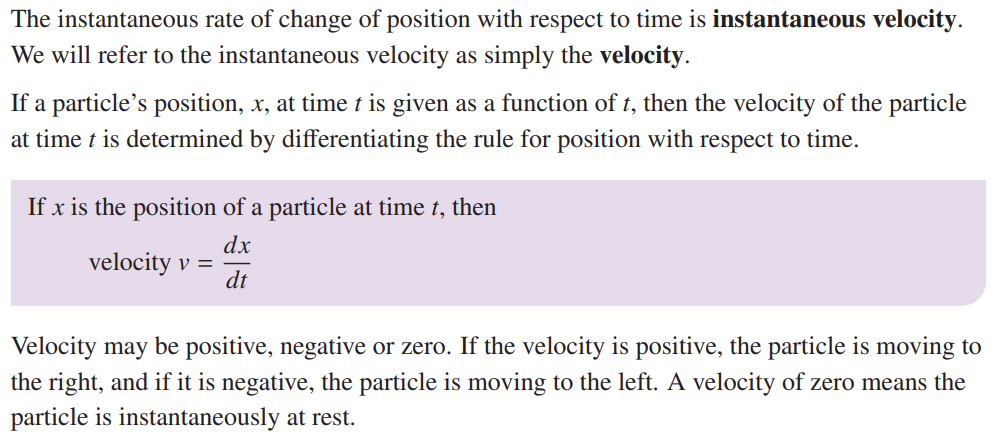 The instantaneous rate of change of position with respect to time is instantaneous velocity.
We will refer to the instantaneous velocity as simply the velocity.
If a particle’s position, x, at time t is given as a function of t, then the velocity of the particle
at time t is determined by differentiating the rule for position with respect to time.
If x is the position of a particle at time t, then
velocity v = dx/dt
Velocity may be positive, negative or zero. If the velocity is positive, the particle is moving to
the right, and if it is negative, the particle is moving to the left. A velocity of zero means the
particle is instantaneously at rest.